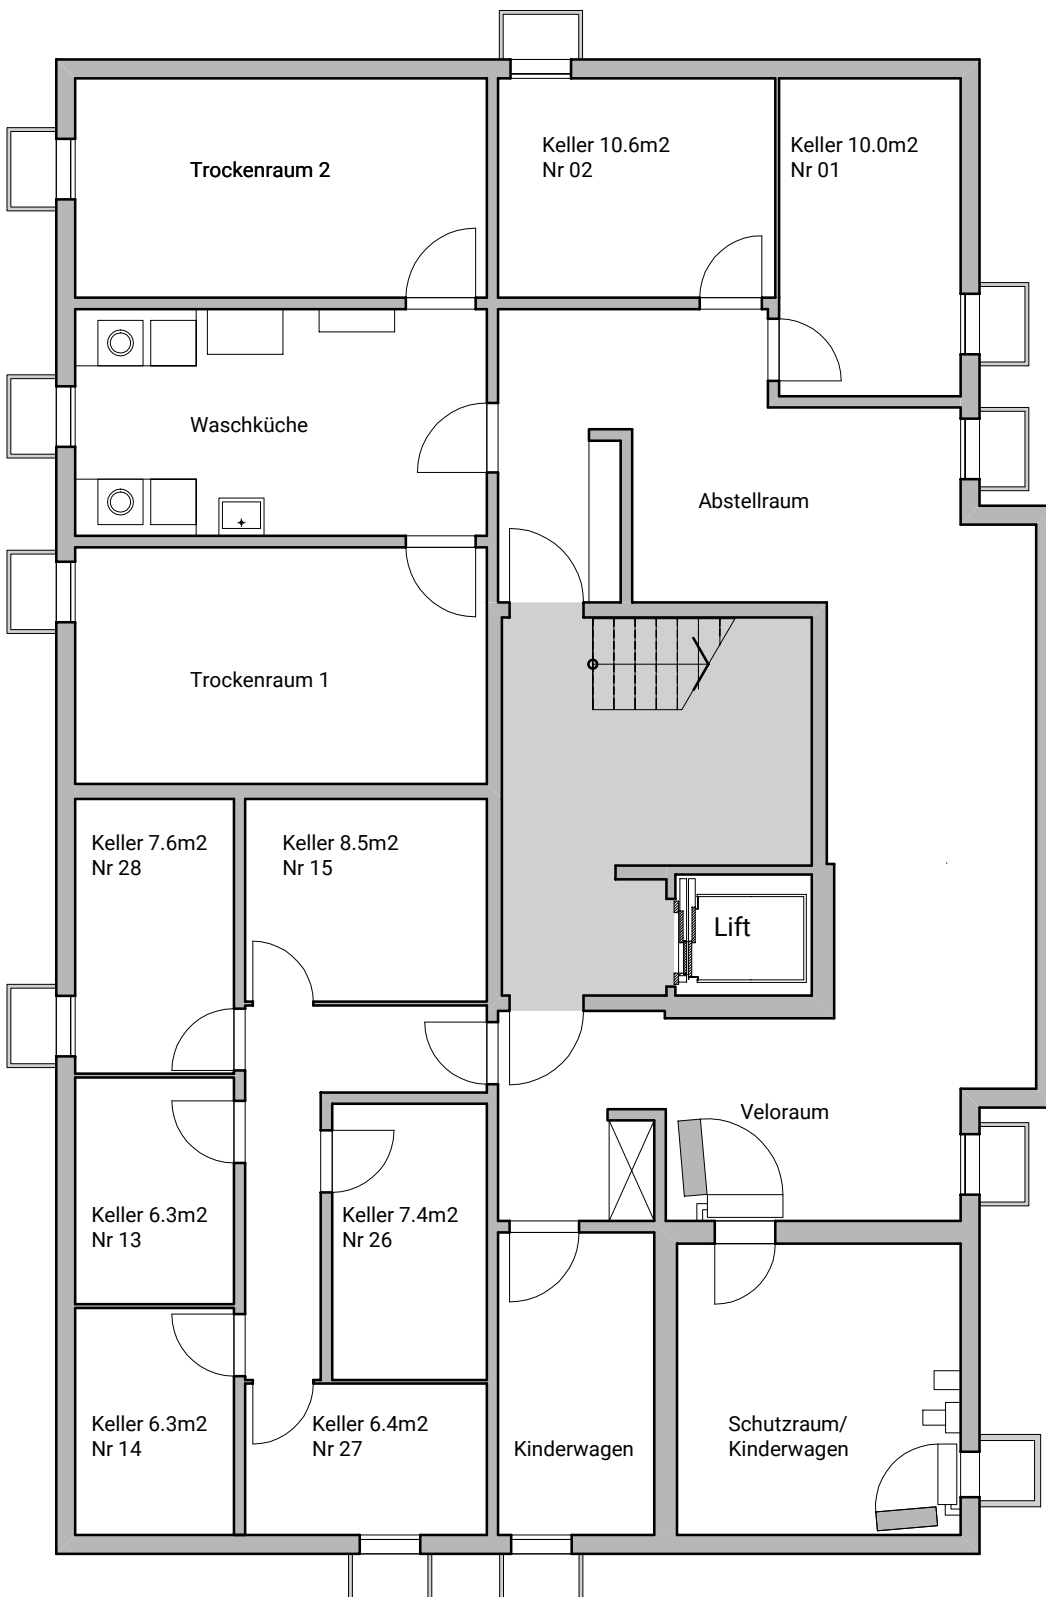 Trockenraum 2
Keller 10.6m2
Nr 02
Keller 10.0m2
Nr 01
Waschküche
Abstellraum
Trockenraum 1
Keller 7.6m2
Nr 28
Keller 8.5m2
Nr 15
Lift
Veloraum
Keller 6.3m2
Nr 13
Keller 7.4m2
Nr 26
Keller 6.3m2
Nr 14
Keller 6.4m2
Nr 27
Kinderwagen
Schutzraum/
Kinderwagen